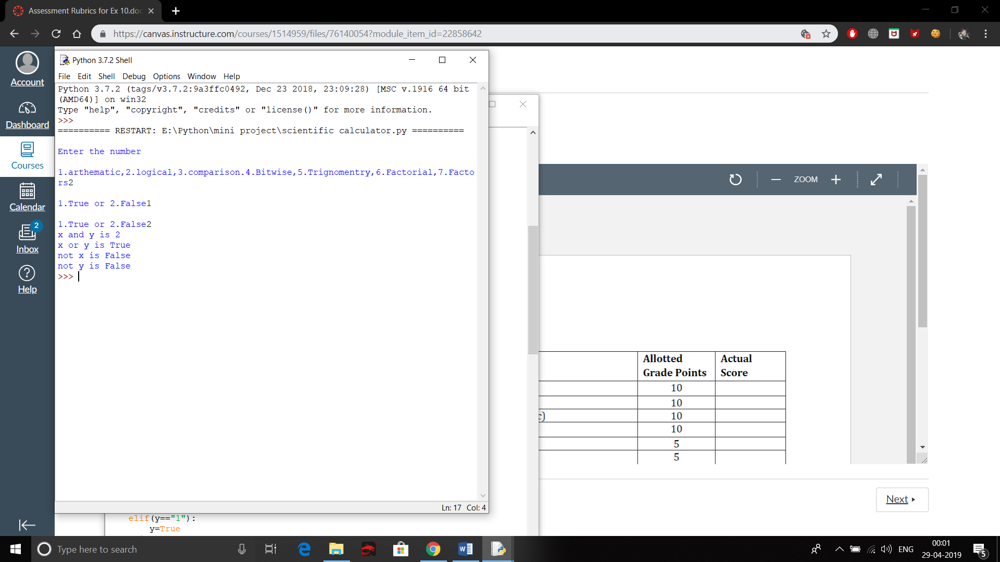 Assessment Rubrics for Ex 10.doc
https://canvas.instructure.com/courses/1514959/files/76140054?module_item_id=22858642
Account
Dashboard
Courses
Calendar
2
Inbox
Help
Python 3.7.2 Shell
File Edit Shell Debug Options Window Help
Python 3.7.2 (tags/v3.7.2:9a3ffc0492, Dec 23 2018, 23:09:28) [MSC v.1916 64 bit
(AMD64)] on win32
Type "help", "copyright", "credits" or "license()" for more information.
>>>
========== RESTART: E:\Python\mini project\scientific calculator.py ==========
Enter the number
1.arthematic,2.logical,3.comparison.4.Bitwise,5.Trignomentry,6.Factorial,7.Facto
rs2
1.True or 2.False1
1.True or 2.False2
x and y is 2
x or y is True
not x is False
not y is False
>>>
Ln: 17 Col: 4
elif(y=="1"):
y=True
ZOOM
Allotted Grade Points
Actual Score
10
10
c)
10
10
5
5
Next
Type here to search
ENG
00:01
29-04-2019
5